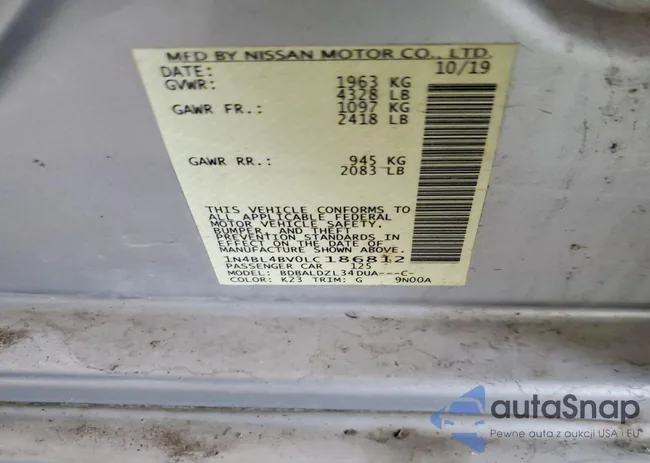 MFD BY NISSAN MOTOR CO., LTD.
DATE: 10/19
GVWR: 1963 KG
4328 LB
GAWR FR.: 1097 KG
2418 LB
GAWR RR.: 945 KG
2083 LB
THIS VEHICLE CONFORMS TO
ALL APPLICABLE FEDERAL
MOTOR VEHICLE SAFETY,
BUMPER, AND THEFT
PREVENTION STANDARDS
IN EFFECT ON THE DATE OF
MANUFACTURE SHOWN ABOVE.
1N4BL4BV0LC186812
PASSENGER CAR 125
MODEL: BDBALDZL34DUA---C-
COLOR: K23 TRIM: G 9N00A
autaSnap
Pewne auta z aukcji USA i EU